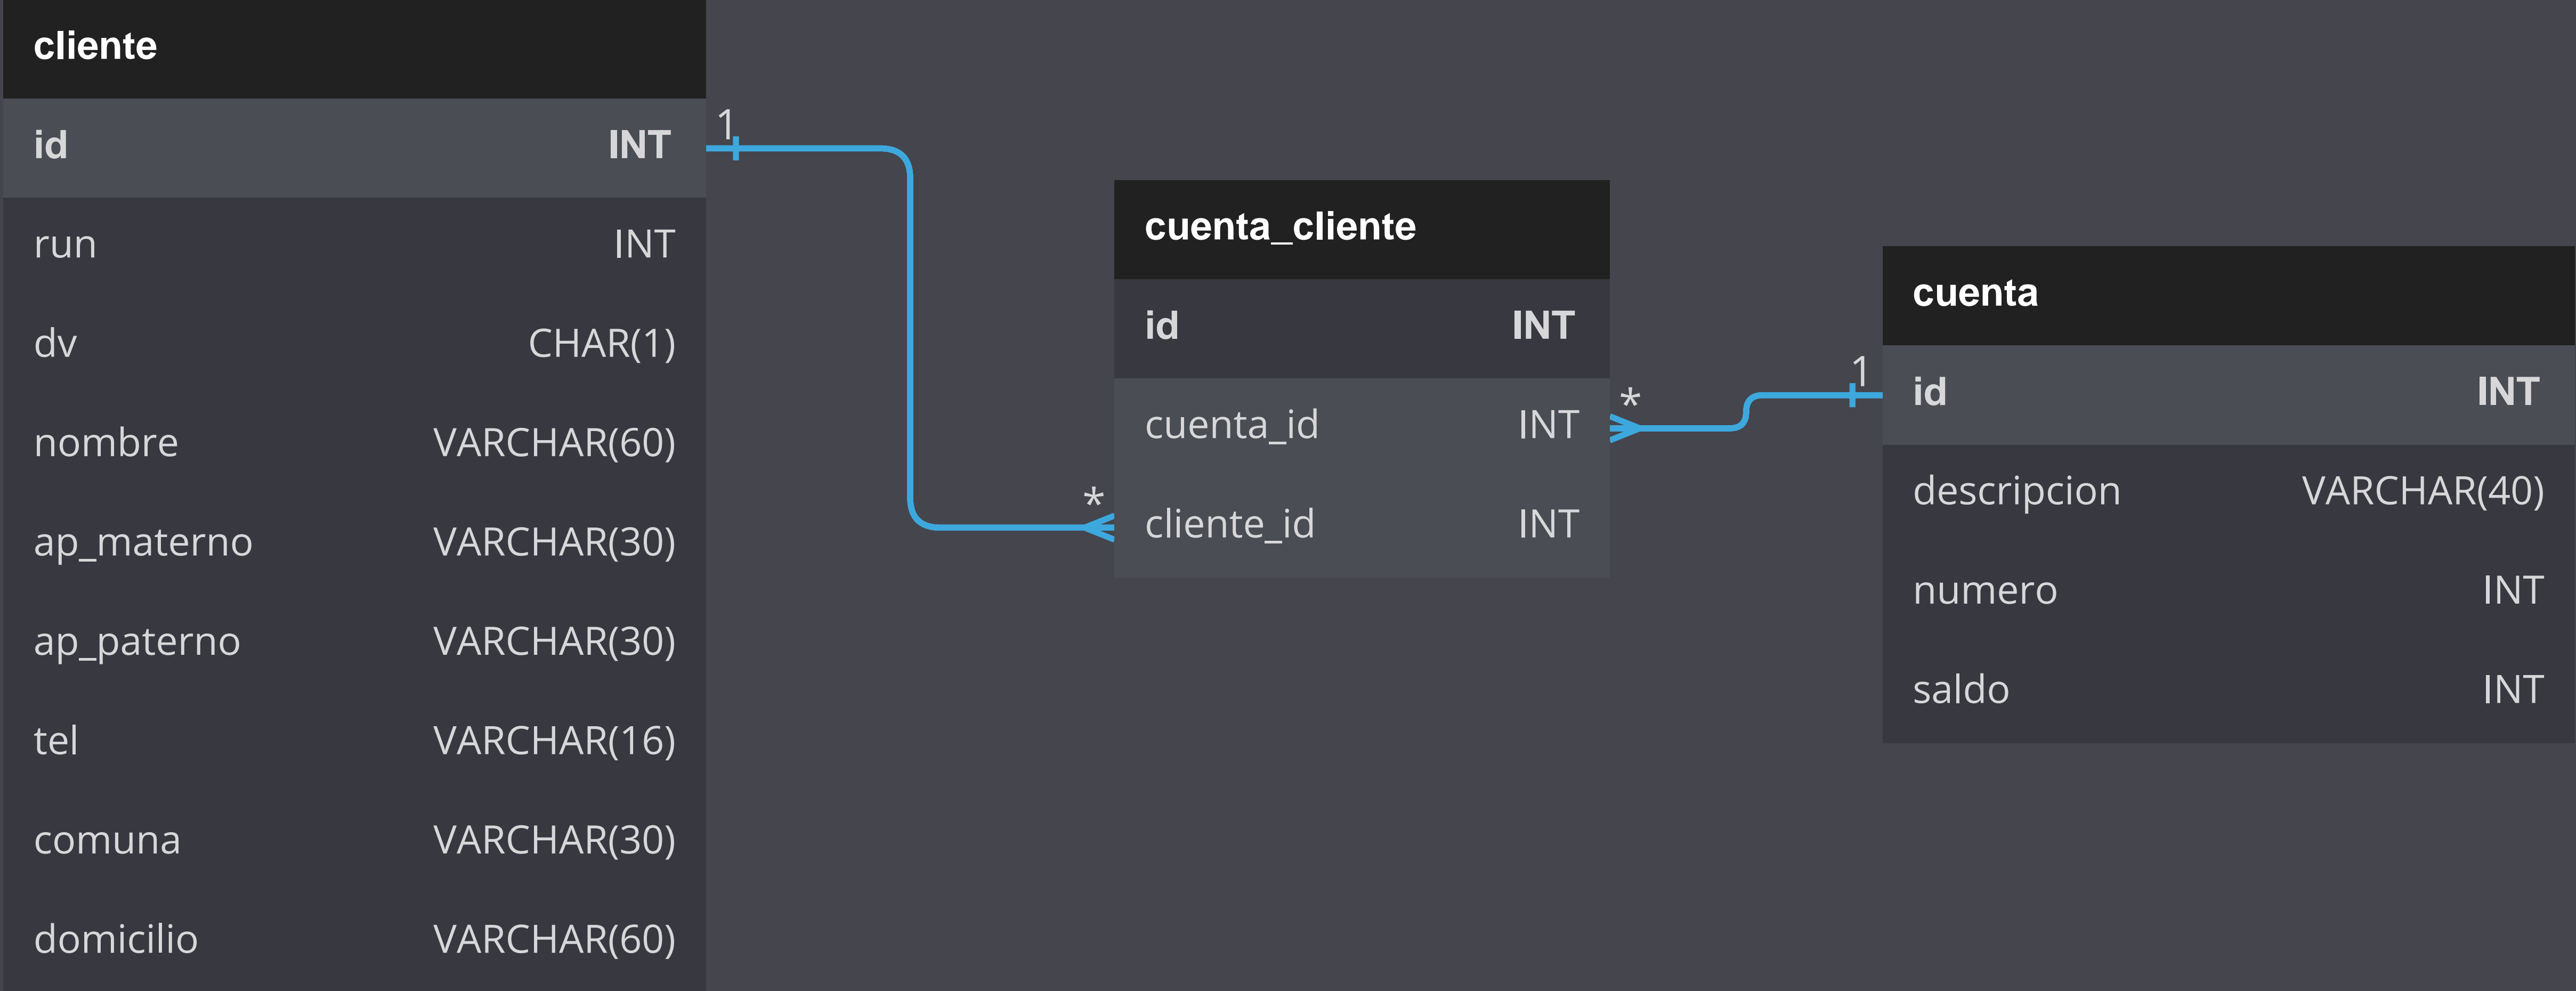 cliente
id INT
run INT
dv CHAR(1)
nombre VARCHAR(60)
ap_materno VARCHAR(30)
ap_paterno VARCHAR(30)
tel VARCHAR(16)
comuna VARCHAR(30)
domicilio VARCHAR(60)
1
*
cuenta_cliente
id INT
cuenta_id INT
cliente_id INT
*
1
cuenta
id INT
descripcion VARCHAR(40)
numero INT
saldo INT